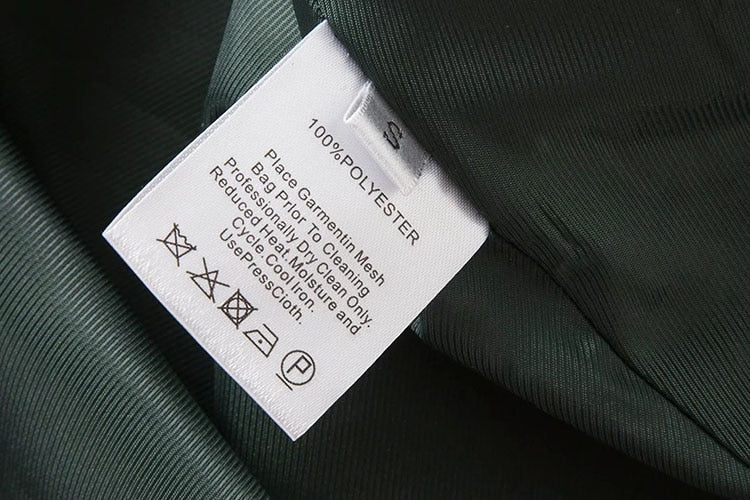 S
100%POLYESTER
Place Garmentin Mesh
Bag Prior To Cleaning
Professionally Dry Clean Only.
Reduced Heat.Moisture and
Cycle.Cool Iron.
UsePressCloth.
P